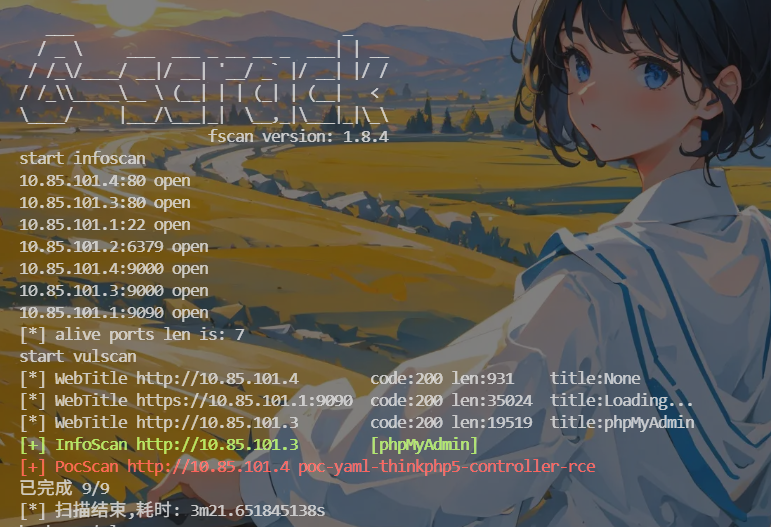 fscan version: 1.8.4
start infoscan
10.85.101.4:80 open
10.85.101.3:80 open
10.85.101.1:22 open
10.85.101.2:6379 open
10.85.101.4:9000 open
10.85.101.3:9000 open
10.85.101.1:9090 open
[*] alive ports len is: 7
start vulscan
[*] WebTitle http://10.85.101.4 code:200 len:931 title:None
[*] WebTitle https://10.85.101.1:9090 code:200 len:35024 title:Loading...
[*] WebTitle http://10.85.101.3 code:200 len:19519 title:phpMyAdmin
[+] InfoScan http://10.85.101.3 [phpMyAdmin]
[+] PocScan http://10.85.101.4 poc-yaml-thinkphp5-controller-rce
已完成 9/9
[*] 扫描结束,耗时: 3m21.651845138s